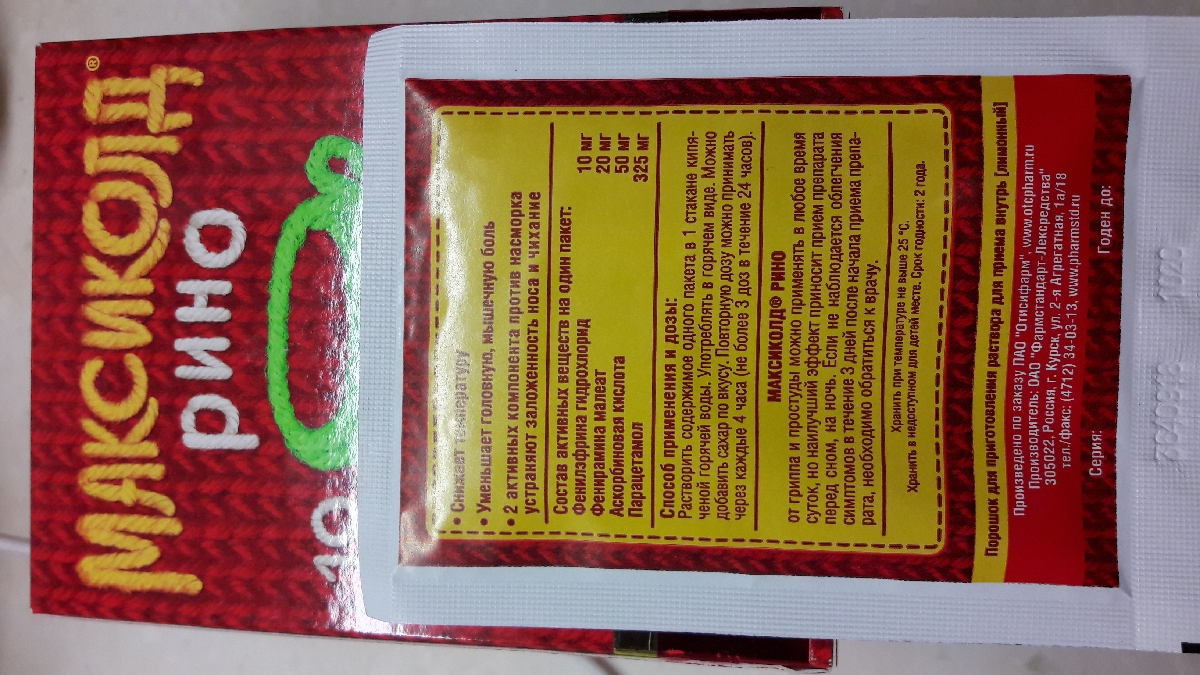 МАКСИКОЛД®
РИНО
10
• Снижает температуру
• Уменьшает головную, мышечную боль
• 2 активных компонента против насморка
устраняют заложенность носа и чихание
Состав активных веществ на один пакет:
Фенилэфрина гидрохлорид 10 мг
Фенирамина малеат 20 мг
Аскорбиновая кислота 50 мг
Парацетамол 325 мг
Способ применения и дозы:
Растворить содержимое одного пакета в 1 стакане кипя-
ченой горячей воды. Употреблять в горячем виде. Можно
добавить сахар по вкусу. Повторную дозу можно принимать
через каждые 4 часа (не более 3 доз в течение 24 часов).
МАКСИКОЛД® РИНО
от гриппа и простуды можно применять в любое время
суток, но наилучший эффект приносит прием препарата
перед сном, на ночь. Если не наблюдается облегчения
симптомов в течение 3 дней после начала приема препа-
рата, необходимо обратиться к врачу.
Хранить при температуре не выше 25 °С.
Хранить в недоступном для детей месте. Срок годности: 2 года.
Порошок для приготовления раствора для приема внутрь [лимонный]
Произведено по заказу ПАО "Отисифарм", www.otcpharm.ru
Производитель: ОАО "Фармстандарт-Лексредства"
305022, Россия, г. Курск, ул. 2-я Агрегатная, 1а/18
тел./факс: (4712) 34-03-13, www.pharmstd.ru
Серия: Годен до: